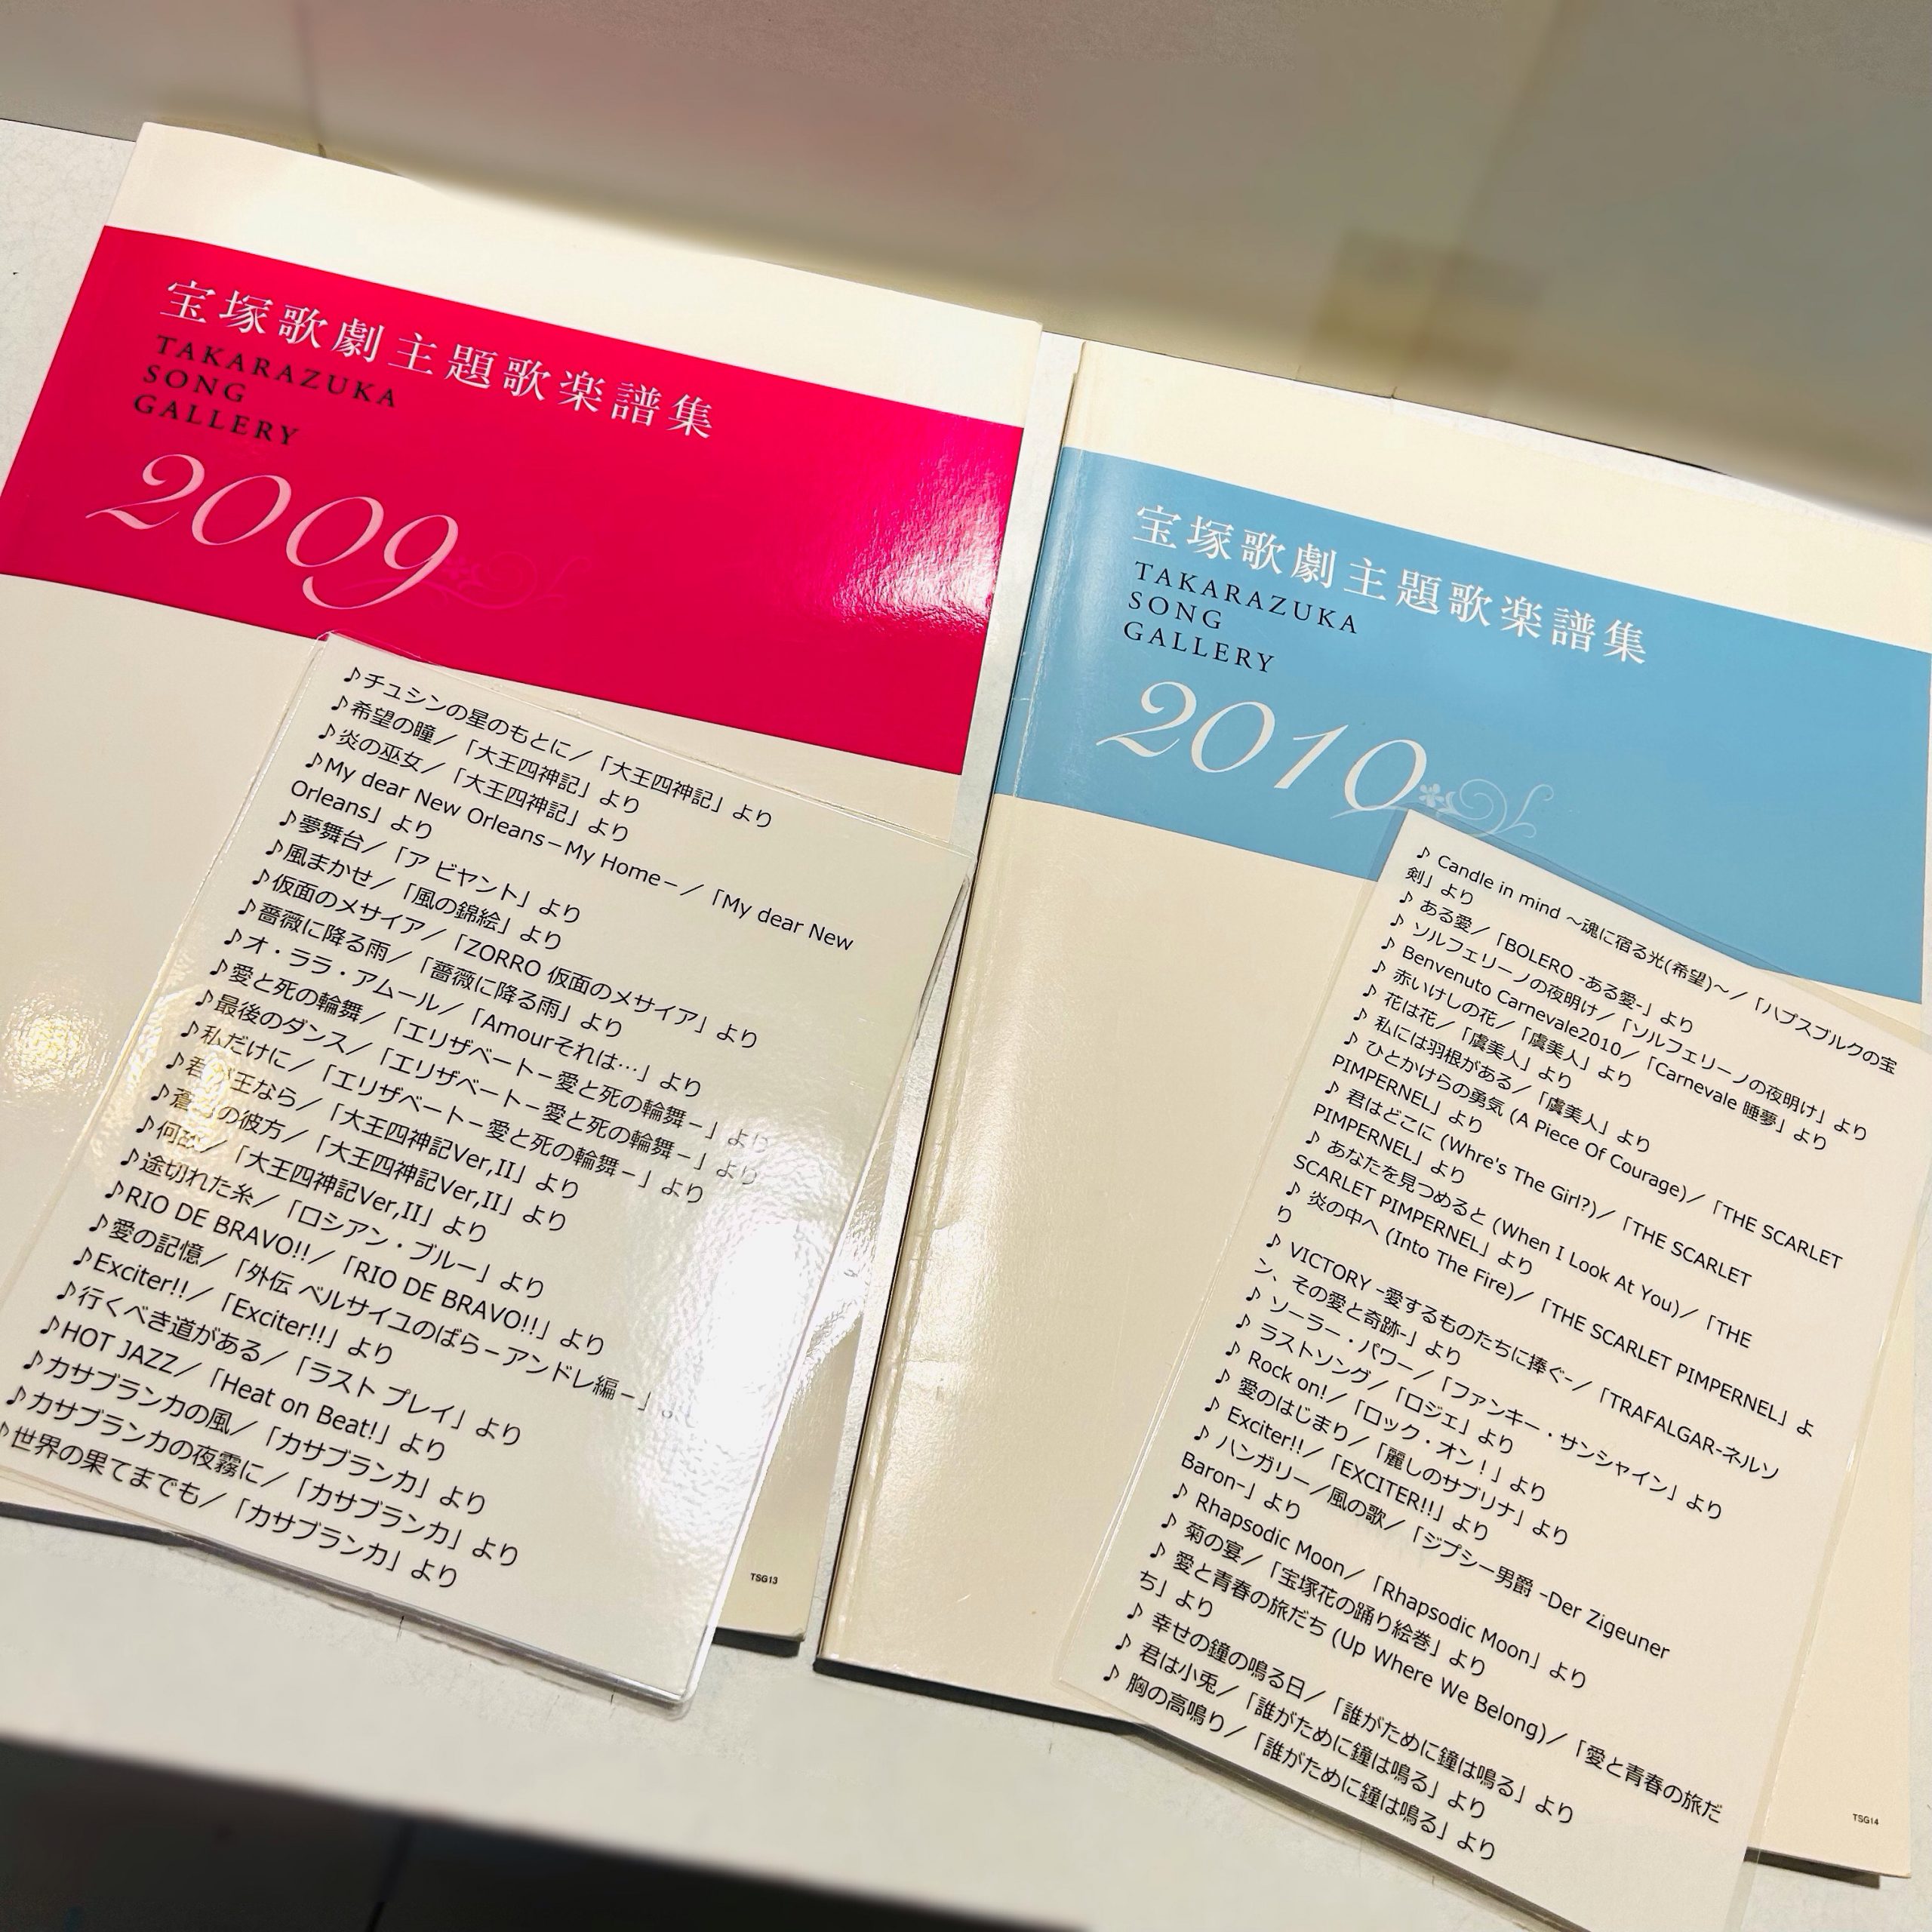 宝塚歌劇主題歌楽譜集
TAKARAZUKA
SONG
GALLERY
2009
♪チュシンの星のもとに／「大王四神記」より
♪希望の瞳／「大王四神記」より
♪炎の巫女／「大王四神記」より
♪My dear New Orleans－My Home－／「My dear New
Orleans」より
♪夢舞台／「ア ビヤント」より
♪風まかせ／「風の錦絵」より
♪仮面のメサイア／「ZORRO 仮面のメサイア」より
♪薔薇に降る雨／「薔薇に降る雨」より
♪オ・ララ・アムール／「Amourそれは…」より
♪愛と死の輪舞／「エリザベート－愛と死の輪舞－」より
♪最後のダンス／「エリザベート－愛と死の輪舞－」より
♪私だけに／「エリザベート－愛と死の輪舞－」より
♪君が王なら／「大王四神記Ver,II」より
♪蒼穹の彼方／「大王四神記Ver,II」より
♪何故／「大王四神記Ver,II」より
♪途切れた糸／「ロシアン・ブルー」より
♪RIO DE BRAVO!!／「RIO DE BRAVO!!」より
♪愛の記憶／「外伝 ベルサイユのばら－アンドレ編－」より
♪Exciter!!／「Exciter!!」より
♪行くべき道がある／「ラスト プレイ」より
♪HOT JAZZ／「Heat on Beat!」より
♪カサブランカの風／「カサブランカ」より
♪カサブランカの夜霧に／「カサブランカ」より
♪世界の果てまでも／「カサブランカ」より
TSG13
宝塚歌劇主題歌楽譜集
TAKARAZUKA
SONG
GALLERY
2010
♪ Candle in mind ～魂に宿る光(希望)～／「ハプスブルクの宝
剣」より
♪ ある愛／「BOLERO -ある愛-」より
♪ ソルフェリーノの夜明け／「ソルフェリーノの夜明け」より
♪ Benvenuto Carnevale2010／「Carnevale 睡夢」より
♪ 赤いけしの花／「虞美人」より
♪ 花は花／「虞美人」より
♪ 私には羽根がある／「虞美人」より
♪ ひとかけらの勇気 (A Piece Of Courage)／「THE SCARLET
PIMPERNEL」より
♪ 君はどこに (Whre's The Girl?)／「THE SCARLET
PIMPERNEL」より
♪ あなたを見つめると (When I Look At You)／「THE
SCARLET PIMPERNEL」より
♪ 炎の中へ (Into The Fire)／「THE SCARLET PIMPERNEL」よ
り
♪ VICTORY -愛するものたちに捧ぐ-／「TRAFALGAR-ネルソ
ン、その愛と奇跡-」より
♪ ソーラー・パワー／「ファンキー・サンシャイン」より
♪ ラストソング／「ロジェ」より
♪ Rock on!／「ロック・オン！」より
♪ 愛のはじまり／「麗しのサブリナ」より
♪ Exciter!!／「EXCITER!!」より
♪ ハンガリー／風の歌／「ジプシー男爵 -Der Zigeuner
Baron-」より
♪ Rhapsodic Moon／「Rhapsodic Moon」より
♪ 菊の宴／「宝塚花の踊り絵巻」より
♪ 愛と青春の旅だち (Up Where We Belong)／「愛と青春の旅だ
ち」より
♪ 幸せの鐘の鳴る日／「誰がために鐘は鳴る」より
♪ 君は小兎／「誰がために鐘は鳴る」より
♪ 胸の高鳴り／「誰がために鐘は鳴る」より
TSG14